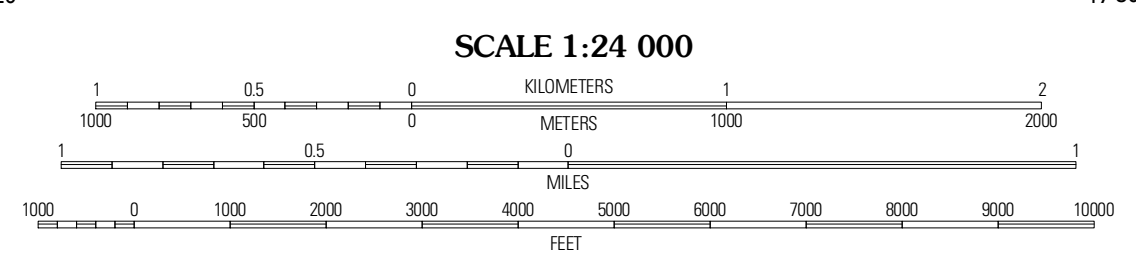 SCALE 1:24 000
1 0.5 0 KILOMETERS 1 2
1000 500 0 METERS 1000 2000
1 0.5 0 1
MILES
1000 0 1000 2000 3000 4000 5000 6000 7000 8000 9000 10000
FEET